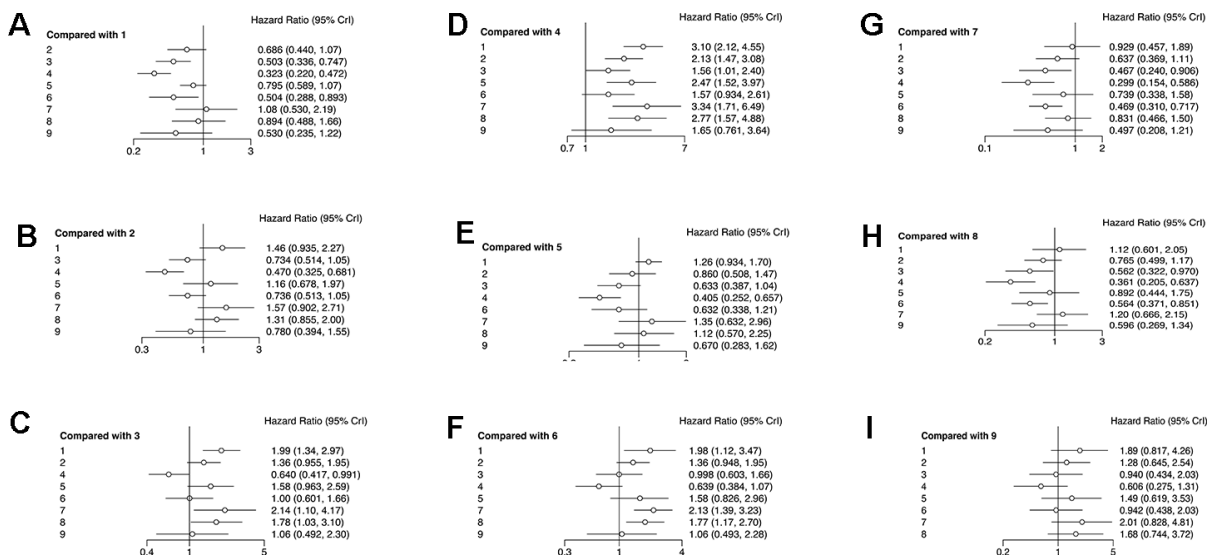 A
Hazard Ratio (95% CrI)
Compared with 1
2 0.686 (0.440, 1.07)
3 0.503 (0.336, 0.747)
4 0.323 (0.220, 0.472)
5 0.795 (0.589, 1.07)
6 0.504 (0.288, 0.893)
7 1.08 (0.530, 2.19)
8 0.894 (0.488, 1.66)
9 0.530 (0.235, 1.22)
0.2 1 3
B
Hazard Ratio (95% CrI)
Compared with 2
1 1.46 (0.935, 2.27)
3 0.734 (0.514, 1.05)
4 0.470 (0.325, 0.681)
5 1.16 (0.678, 1.97)
6 0.736 (0.513, 1.05)
7 1.57 (0.902, 2.71)
8 1.31 (0.855, 2.00)
9 0.780 (0.394, 1.55)
0.3 1 3
C
Hazard Ratio (95% CrI)
Compared with 3
1 1.99 (1.34, 2.97)
2 1.36 (0.955, 1.95)
4 0.640 (0.417, 0.991)
5 1.58 (0.963, 2.59)
6 1.00 (0.601, 1.66)
7 2.14 (1.10, 4.17)
8 1.78 (1.03, 3.10)
9 1.06 (0.492, 2.30)
0.4 1 5
D
Hazard Ratio (95% CrI)
Compared with 4
1 3.10 (2.12, 4.55)
2 2.13 (1.47, 3.08)
3 1.56 (1.01, 2.40)
5 2.47 (1.52, 3.97)
6 1.57 (0.934, 2.61)
7 3.34 (1.71, 6.49)
8 2.77 (1.57, 4.88)
9 1.65 (0.761, 3.64)
0.7 1 7
E
Hazard Ratio (95% CrI)
Compared with 5
1 1.26 (0.934, 1.70)
2 0.860 (0.508, 1.47)
3 0.633 (0.387, 1.04)
4 0.405 (0.252, 0.657)
6 0.632 (0.338, 1.21)
7 1.35 (0.632, 2.96)
8 1.12 (0.570, 2.25)
9 0.670 (0.283, 1.62)
F
Hazard Ratio (95% CrI)
Compared with 6
1 1.98 (1.12, 3.47)
2 1.36 (0.948, 1.95)
3 0.998 (0.603, 1.66)
4 0.639 (0.384, 1.07)
5 1.58 (0.826, 2.96)
7 2.13 (1.39, 3.23)
8 1.77 (1.17, 2.70)
9 1.06 (0.493, 2.28)
0.3 1 4
G
Hazard Ratio (95% CrI)
Compared with 7
1 0.929 (0.457, 1.89)
2 0.637 (0.369, 1.11)
3 0.467 (0.240, 0.906)
4 0.299 (0.154, 0.586)
5 0.739 (0.338, 1.58)
6 0.469 (0.310, 0.717)
8 0.831 (0.466, 1.50)
9 0.497 (0.208, 1.21)
0.1 1 2
H
Hazard Ratio (95% CrI)
Compared with 8
1 1.12 (0.601, 2.05)
2 0.765 (0.499, 1.17)
3 0.562 (0.322, 0.970)
4 0.361 (0.205, 0.637)
5 0.892 (0.444, 1.75)
6 0.564 (0.371, 0.851)
7 1.20 (0.666, 2.15)
9 0.596 (0.269, 1.34)
0.2 1 3
I
Hazard Ratio (95% CrI)
Compared with 9
1 1.89 (0.817, 4.26)
2 1.28 (0.645, 2.54)
3 0.940 (0.434, 2.03)
4 0.606 (0.275, 1.31)
5 1.49 (0.619, 3.53)
6 0.942 (0.438, 2.03)
7 2.01 (0.828, 4.81)
8 1.68 (0.744, 3.72)
0.2 1 5